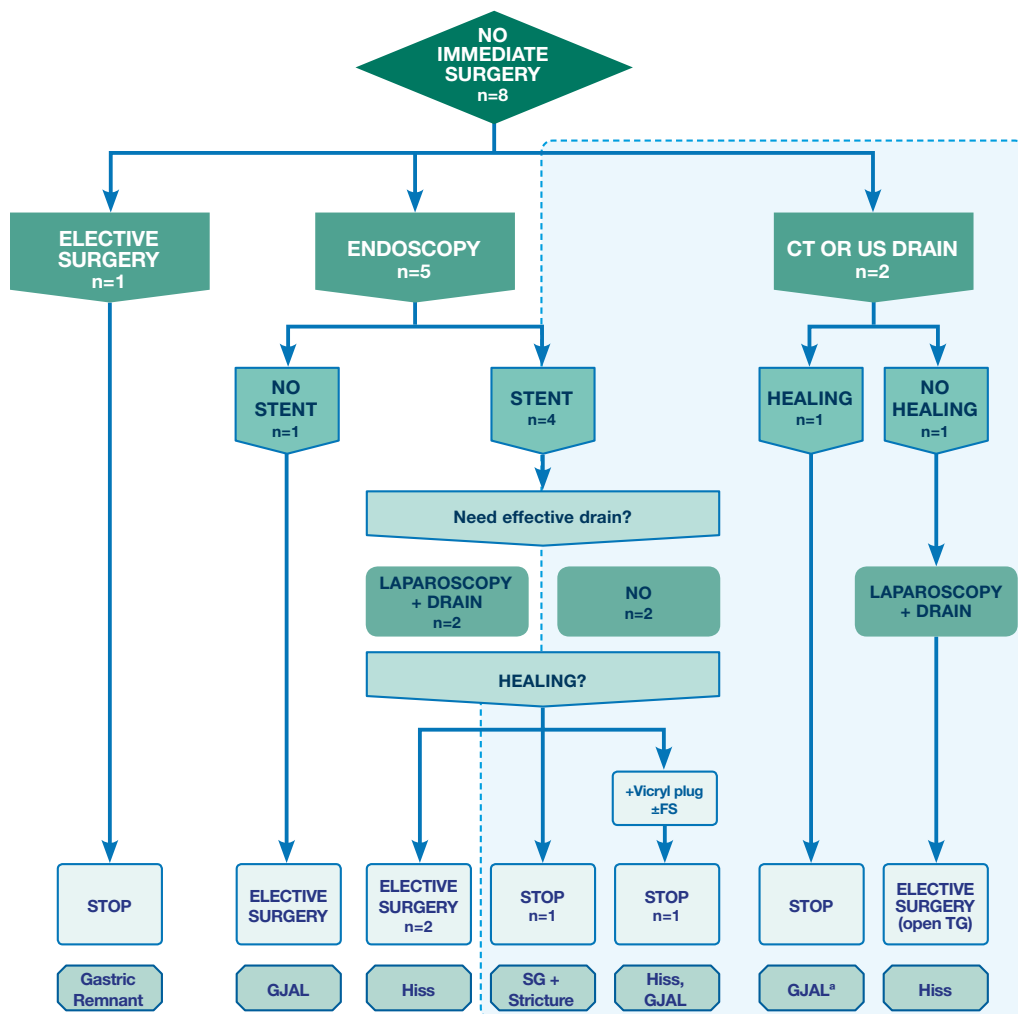 NO
IMMEDIATE
SURGERY
n=8
ELECTIVE
SURGERY
n=1
ENDOSCOPY
n=5
CT OR US DRAIN
n=2
NO
STENT
n=1
STENT
n=4
HEALING
n=1
NO
HEALING
n=1
Need effective drain?
LAPAROSCOPY
+ DRAIN
n=2
NO
n=2
LAPAROSCOPY
+ DRAIN
HEALING?
+Vicryl plug
±FS
STOP
ELECTIVE
SURGERY
ELECTIVE
SURGERY
n=2
STOP
n=1
STOP
n=1
STOP
ELECTIVE
SURGERY
(open TG)
Gastric
Remnant
GJAL
Hiss
SG +
Stricture
Hiss,
GJAL
GJALª
Hiss